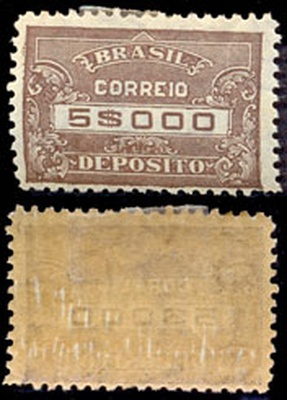 BRASIL
CORREIO
5$000
DEPOSITO